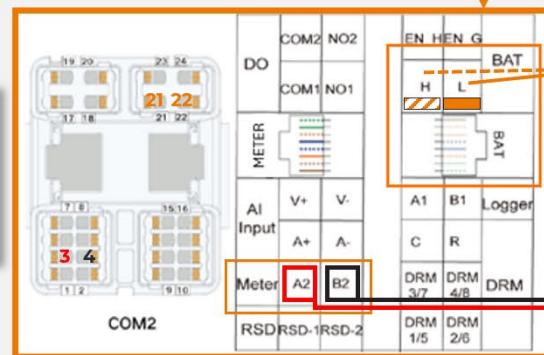 COM2 NO2 EN_H EN_G
19 20 23 24 DO BAT
21 22 COM1 NO1 H L
17 18 21 22
METER BAT
7 8 15 16 AI Input V+ V- A1 B1 Logger
A+ A- C R
3 4
1 2 9 10 Meter A2 B2 DRM 3/7 DRM 4/8 DRM
COM2 RSD RSD-1 RSD-2 DRM 1/5 DRM 2/6